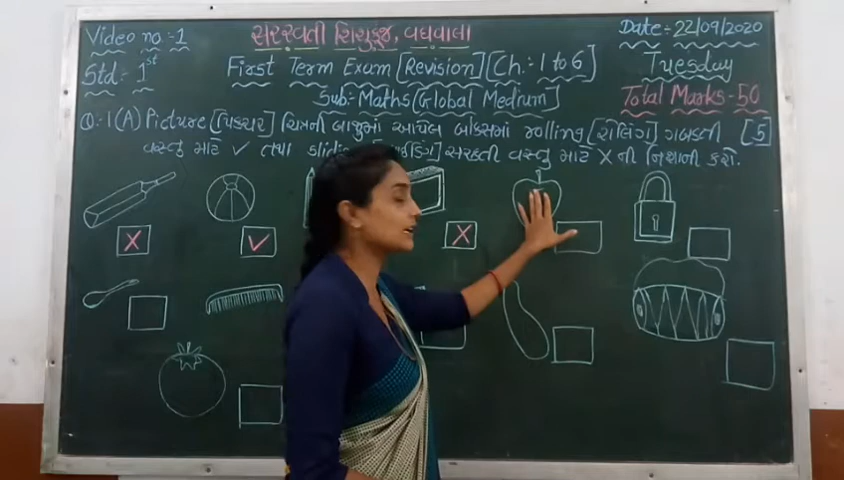 Video no :- 1 સરસ્વતી શિશુકુંજ, વઘવાલા Date:- 22/09/2020
Std:- 1st First Term Exam [Revision] [Ch.: 1 to 6] Tuesday
Sub:- Maths [Global Medium] Total Marks:- 50
Q:1(A) Picture [પિક્ચર] ચિત્રની બાજુમાં આપેલ બોક્સમાં rolling [રોલિંગ] ગબડતી [5
વસ્તુ માટે ✓ તથા સરકતી વસ્તુ માટે X ની નિશાની કરો.
X ✓ X